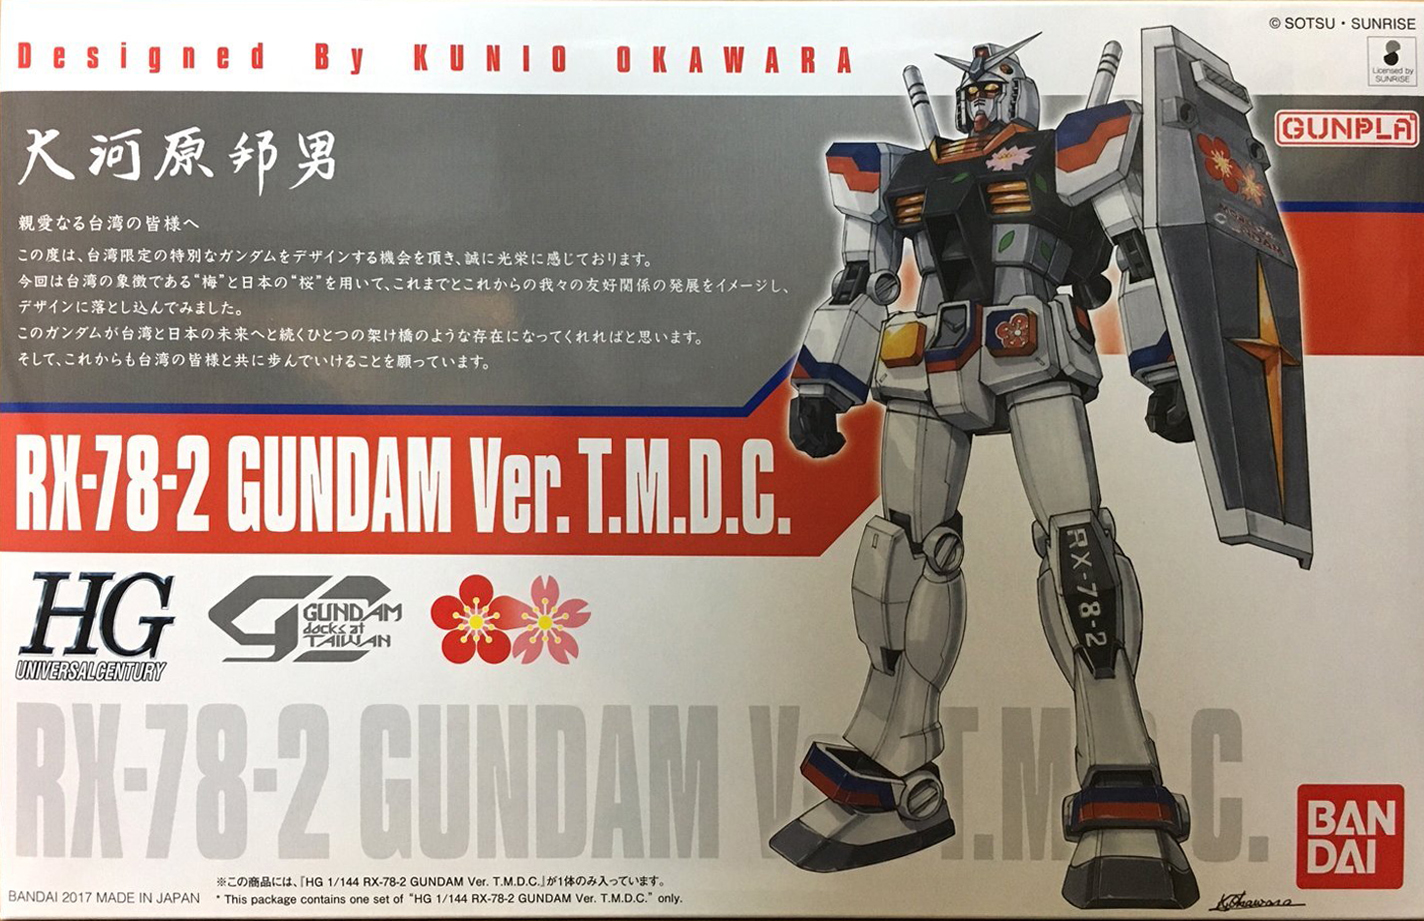 Designed By KUNIO OKAWARA
© SOTSU・SUNRISE
Licensed by
SUNRISE
GUNPLA
大河原邦男
親愛なる台湾の皆様へ
この度は、台湾限定の特別なガンダムをデザインする機会を頂き、誠に光栄に感じております。
今回は台湾の象徴である“梅”と日本の“桜”を用いて、これまでとこれからの我々の友好関係の発展をイメージし、
デザインに落とし込んでみました。
このガンダムが台湾と日本の未来へと続くひとつの架け橋のような存在になってくれればと思います。
そして、これからも台湾の皆様と共に歩んでいけることを願っています。
RX-78-2 GUNDAM Ver. T.M.D.C.
RX-78-2
HG
UNIVERSAL CENTURY
GUNDAM
docks at
TAIWAN
RX-78-2 GUNDAM Ver. T.M.D.C.
BAN
DAI
※この商品には、「HG 1/144 RX-78-2 GUNDAM Ver. T.M.D.C.」が1体のみ入っています。
BANDAI 2017 MADE IN JAPAN
* This package contains one set of “HG 1/144 RX-78-2 GUNDAM Ver. T.M.D.C.” only.
K.Okawara